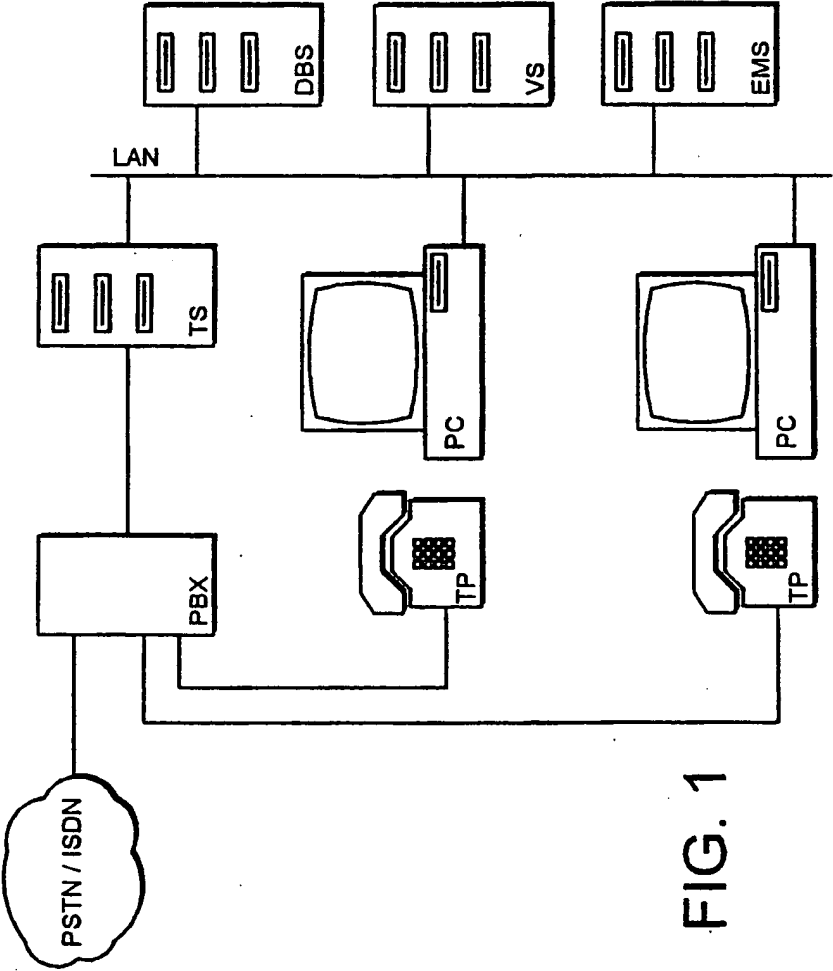 PSTN / ISDN
PBX
TS
LAN
DBS
VS
EMS
TP
PC
TP
PC
FIG. 1